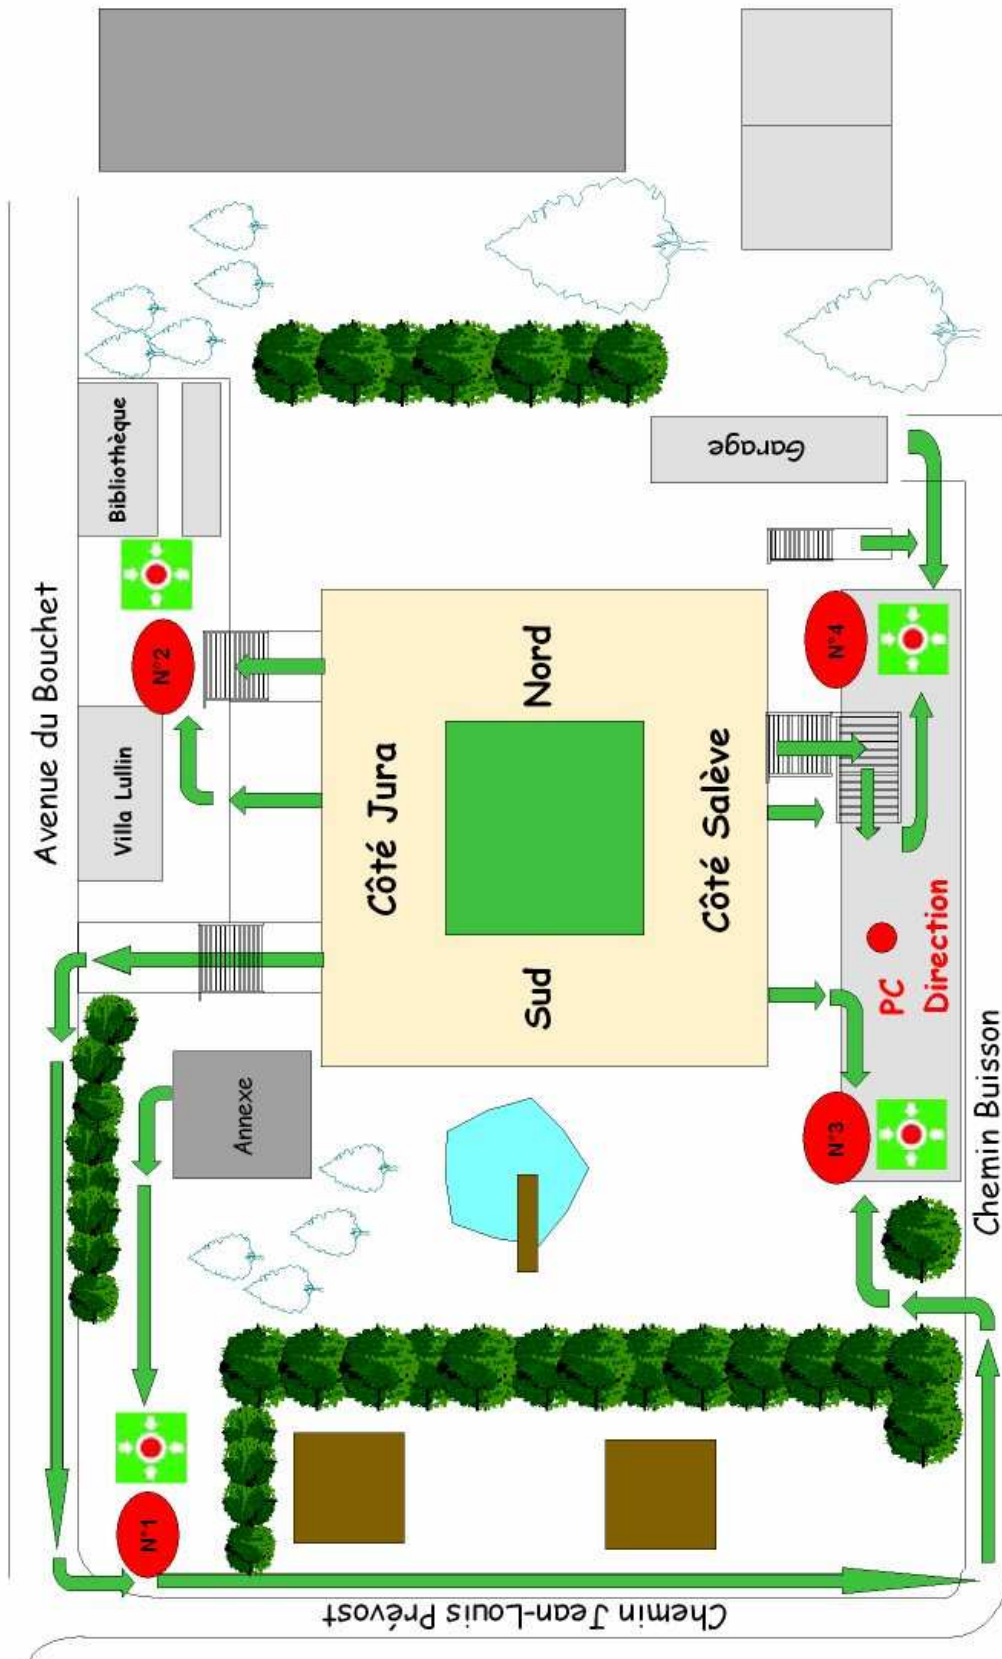 Avenue du Bouchet
Bibliothèque
Villa Lullin
N°2
N°1
Annexe
Côté Jura
Nord
Sud
Côté Salève
Garage
N°4
N°3
PC
Direction
Chemin Buisson
Chemin Jean-Louis Prévost